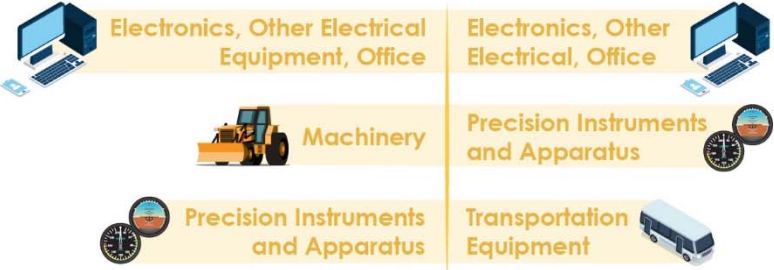 Electronics, Other Electrical
Equipment, Office
Electronics, Other
Electrical, Office
Machinery
Precision Instruments
and Apparatus
Precision Instruments
and Apparatus
Transportation
Equipment